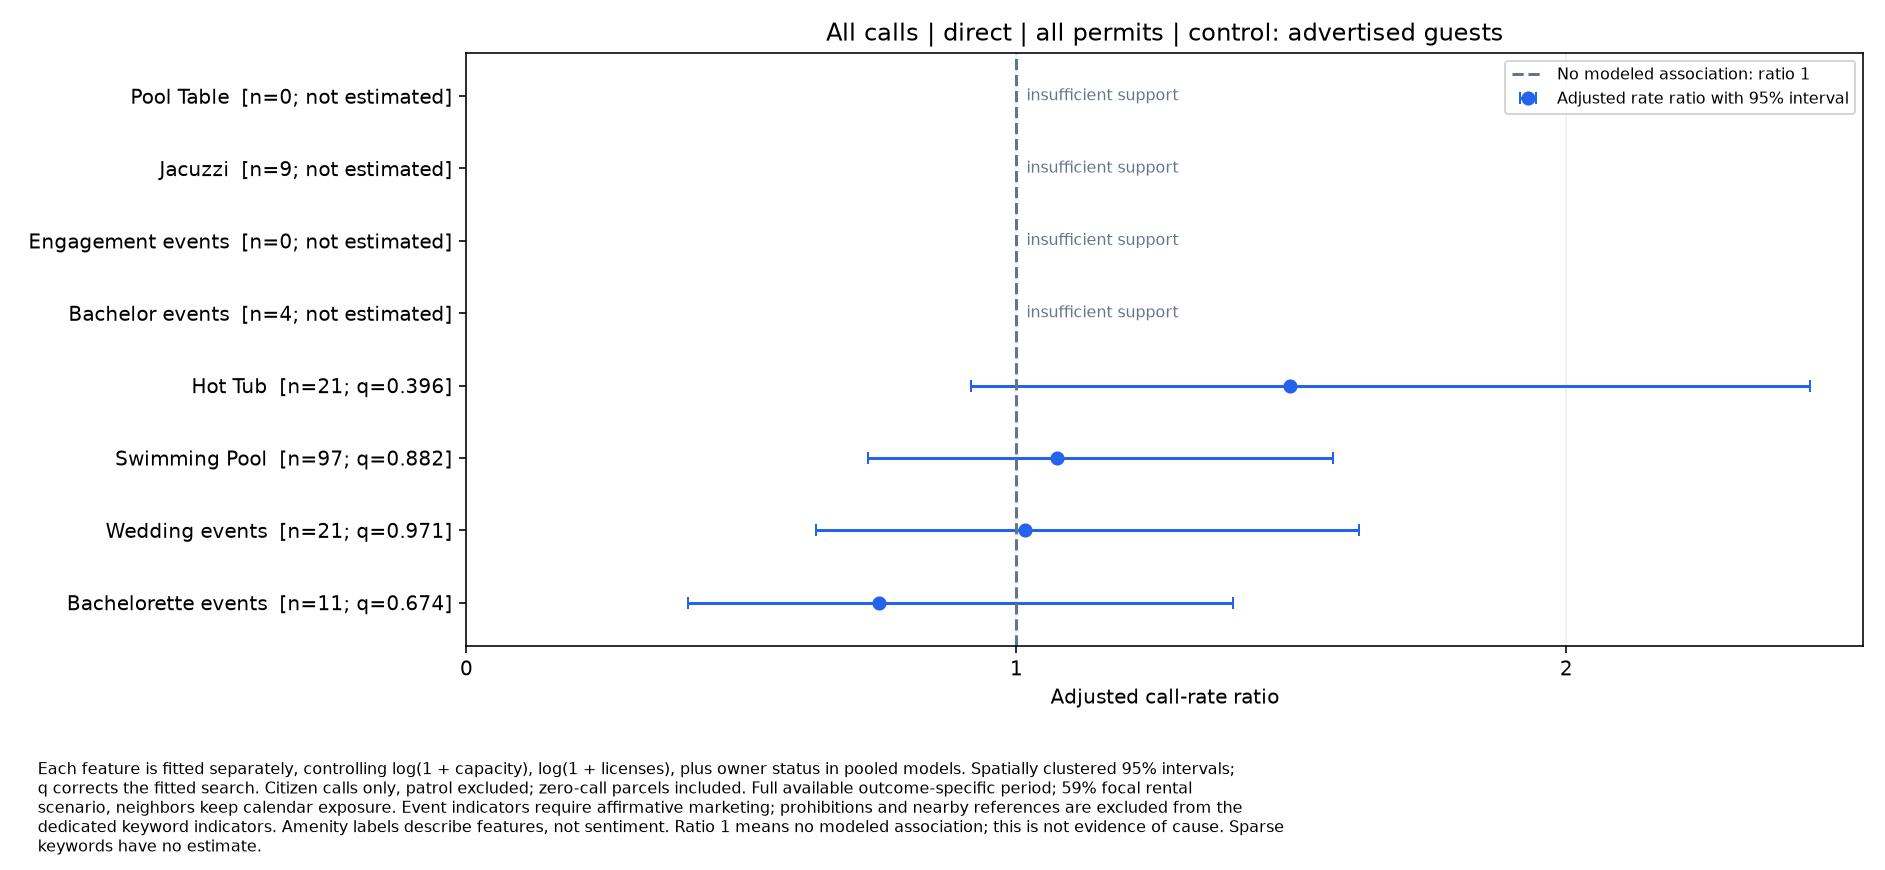 All calls | direct | all permits | control: advertised guests
No modeled association: ratio 1
Adjusted rate ratio with 95% interval
Pool Table  [n=0; not estimated]
insufficient support
Jacuzzi  [n=9; not estimated]
insufficient support
Engagement events  [n=0; not estimated]
insufficient support
Bachelor events  [n=4; not estimated]
insufficient support
Hot Tub  [n=21; q=0.396]
Swimming Pool  [n=97; q=0.882]
Wedding events  [n=21; q=0.971]
Bachelorette events  [n=11; q=0.674]
0
1
2
Adjusted call-rate ratio
Each feature is fitted separately, controlling log(1 + capacity), log(1 + licenses), plus owner status in pooled models. Spatially clustered 95% intervals;
q corrects the fitted search. Citizen calls only, patrol excluded; zero-call parcels included. Full available outcome-specific period; 59% focal rental
scenario, neighbors keep calendar exposure. Event indicators require affirmative marketing; prohibitions and nearby references are excluded from the
dedicated keyword indicators. Amenity labels describe features, not sentiment. Ratio 1 means no modeled association; this is not evidence of cause. Sparse
keywords have no estimate.